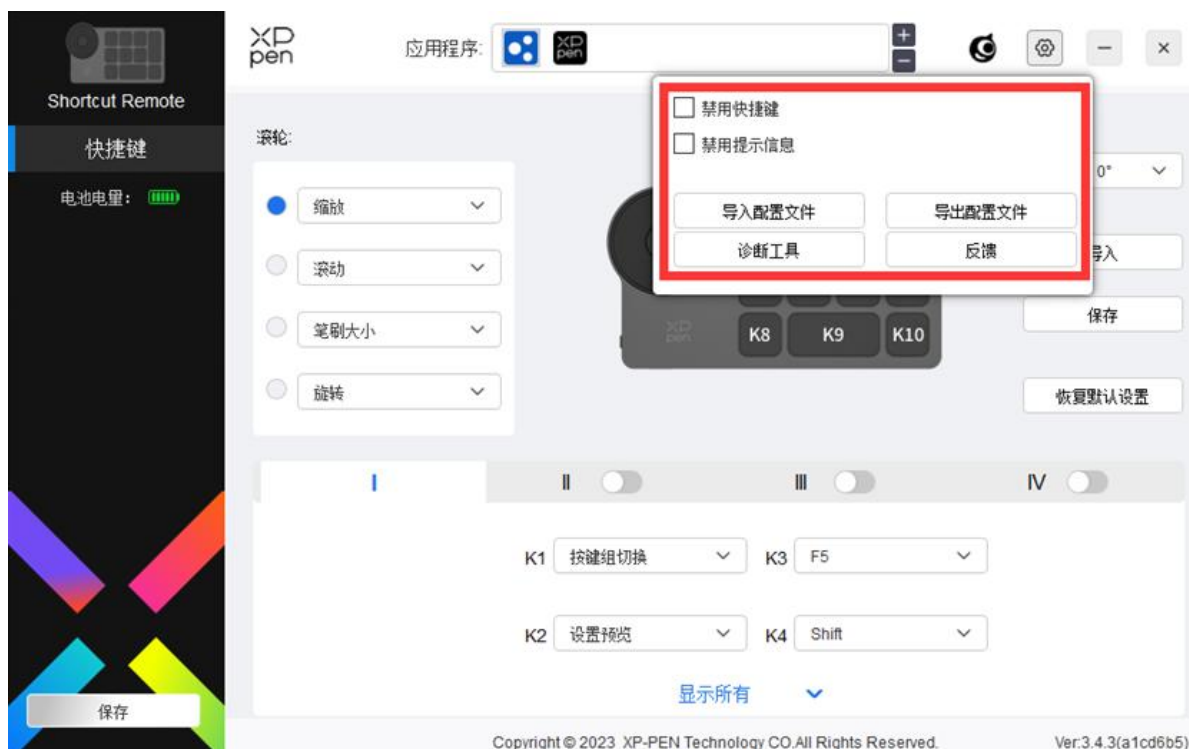 Shortcut Remote
快捷键
电池电量:
保存
XP
pen
应用程序:
XP
pen
禁用快捷键
禁用提示信息
导入配置文件
导出配置文件
诊断工具
反馈
滚轮:
缩放
滚动
笔刷大小
旋转
0°
导入
保存
恢复默认设置
XP
pen
K8
K9
K10
I
II
III
IV
K1
按键组切换
K3
F5
K2
设置预览
K4
Shift
显示所有
Copyright © 2023 XP-PEN Technology CO.All Rights Reserved.
Ver:3.4.3(a1cd6b5)